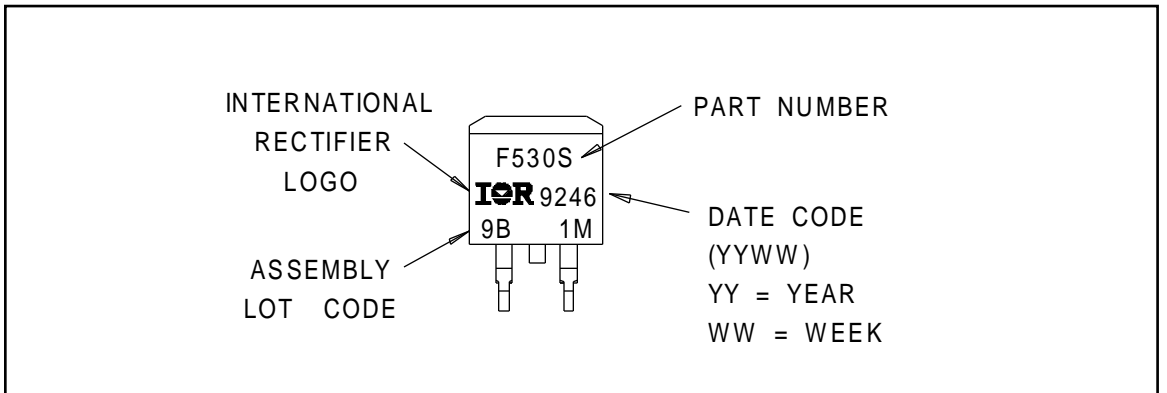 INTERNATIONAL
RECTIFIER
LOGO
ASSEMBLY
LOT CODE
F530S
IOR 9246
9B 1M
PART NUMBER
DATE CODE
(YYWW)
YY = YEAR
WW = WEEK